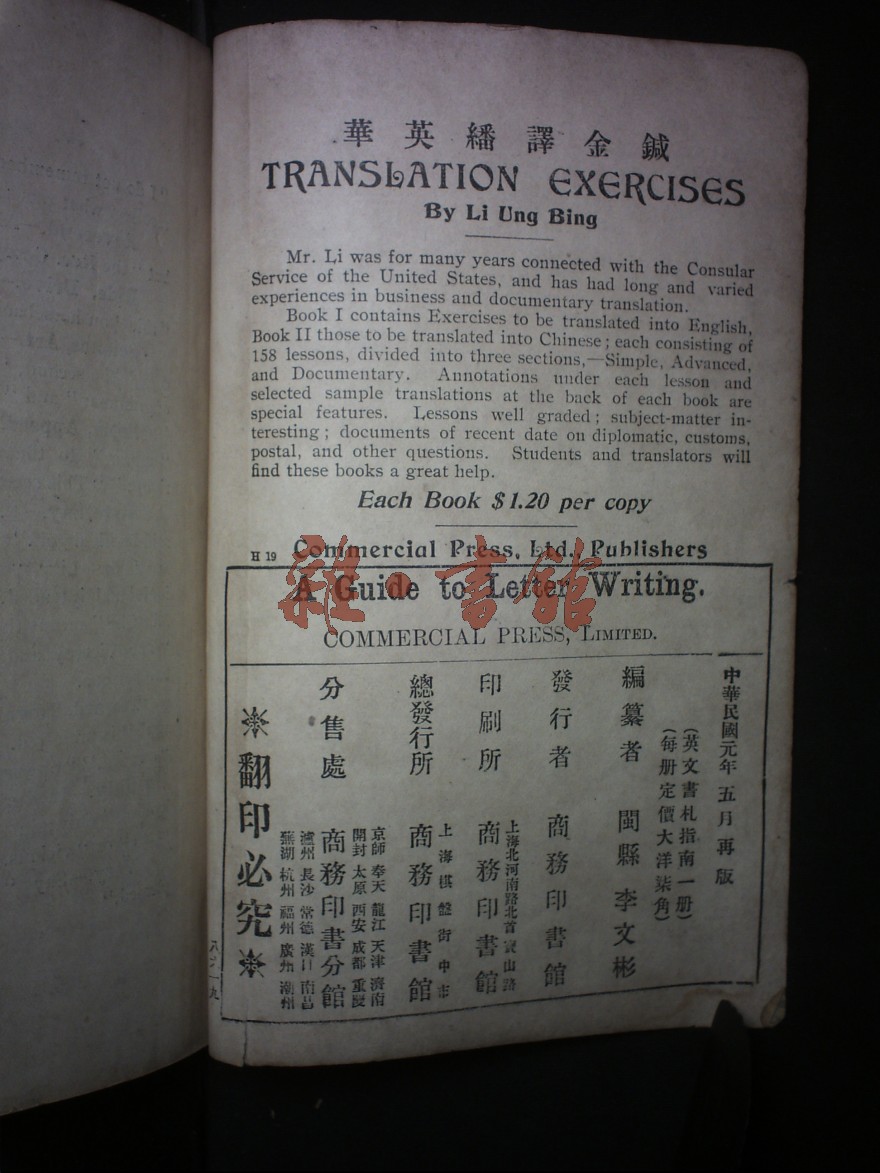 華英繙譯金鍼
TRANSLATION EXERCISES
By Li Ung Bing
Mr. Li was for many years connected with the Consular
Service of the United States, and has had long and varied
experiences in business and documentary translation.
Book I contains Exercises to be translated into English,
Book II those to be translated into Chinese; each consisting of
158 lessons, divided into three sections,—Simple, Advanced,
and Documentary. Annotations under each lesson and
selected sample translations at the back of each book are
special features. Lessons well graded; subject-matter in-
teresting; documents of recent date on diplomatic, customs,
postal, and other questions. Students and translators will
find these books a great help.
Each Book $1.20 per copy
H 19 Commercial Press, Ltd., Publishers
雜·書館
A Guide to Letter Writing.
COMMERCIAL PRESS, LIMITED.
中華民國元年五月再版
(英文書札指南一册)
(每册定價大洋柒角)
編纂者 閩縣李文彬
發行者 商務印書館
印刷所 上海北河南路北首寶山路
商務印書館
總發行所 上海棋盤街中市
商務印書館
分售處 京師 奉天 龍江 天津 濟南
開封 太原 西安 成都 重慶
商務印書分館
瀘州 長沙 常德 漢口 南昌
蕪湖 杭州 福州 廣州 潮州
翻印必究